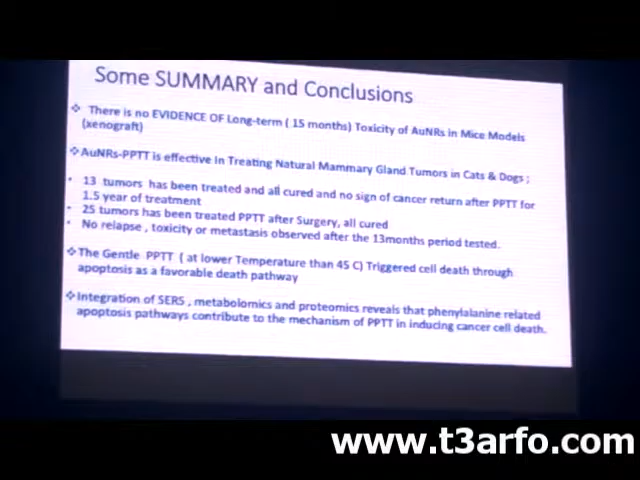 Some SUMMARY and Conclusions
❖ There is no EVIDENCE OF Long-term ( 15 months) Toxicity of AuNRs in Mice Models
(xenograft)
❖AuNRs-PPTT is effective in Treating Natural Mammary Gland Tumors in Cats & Dogs ;
• 13 tumors has been treated and all cured and no sign of cancer return after PPTT for
1.5 year of treatment
• 25 tumors has been treated PPTT after Surgery, all cured
• No relapse , toxicity or metastasis observed after the 13months period tested.
❖The Gentle PPTT ( at lower Temperature than 45 C) Triggered cell death through
apoptosis as a favorable death pathway
❖Integration of SERS , metabolomics and proteomics reveals that phenylalanine related
apoptosis pathways contribute to the mechanism of PPTT in inducing cancer cell death.
www.t3arfo.com